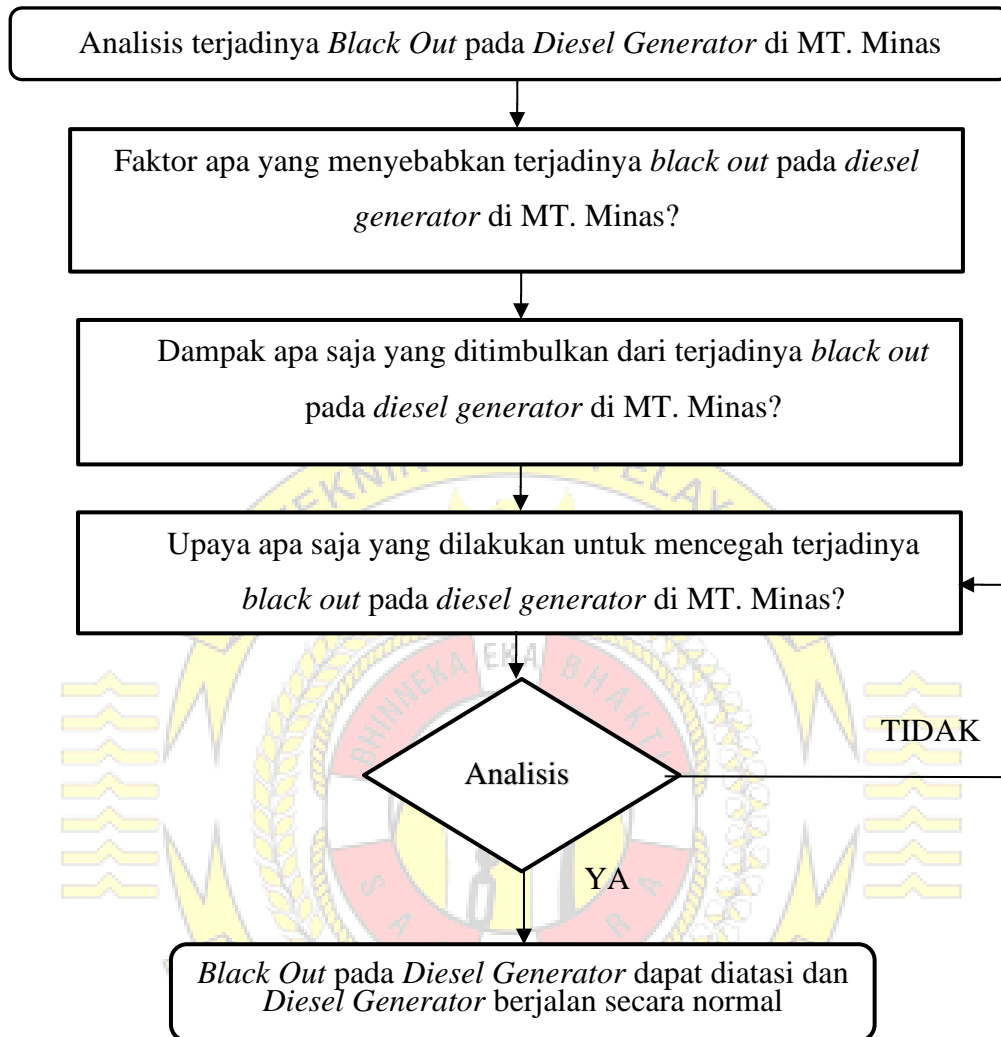 Analisis terjadinya Black Out pada Diesel Generator di MT. Minas
Faktor apa yang menyebabkan terjadinya black out pada diesel
generator di MT. Minas?
Dampak apa saja yang ditimbulkan dari terjadinya black out
pada diesel generator di MT. Minas?
Upaya apa saja yang dilakukan untuk mencegah terjadinya
black out pada diesel generator di MT. Minas?
BHINNEKA EKA BHAKTI
TIDAK
Analisis
YA
Black Out pada Diesel Generator dapat diatasi dan
Diesel Generator berjalan secara normal